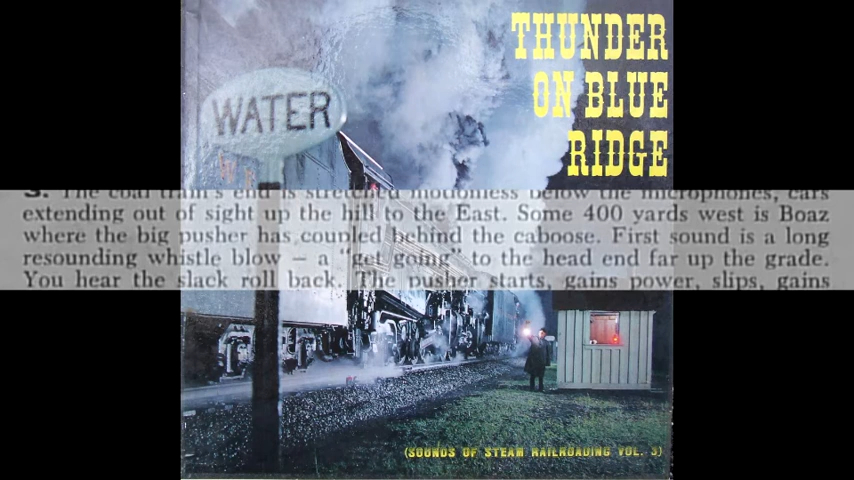 THUNDER
ON BLUE
RIDGE
WATER
3. The coal train's end is stretched motionless below the microphones, cars
extending out of sight up the hill to the East. Some 400 yards west is Boaz
where the big pusher has coupled behind the caboose. First sound is a long
resounding whistle blow — a "get going" to the head end far up the grade.
You hear the slack roll back. The pusher starts, gains power, slips, gains
(SOUNDS OF STEAM RAILROADING VOL. 3)